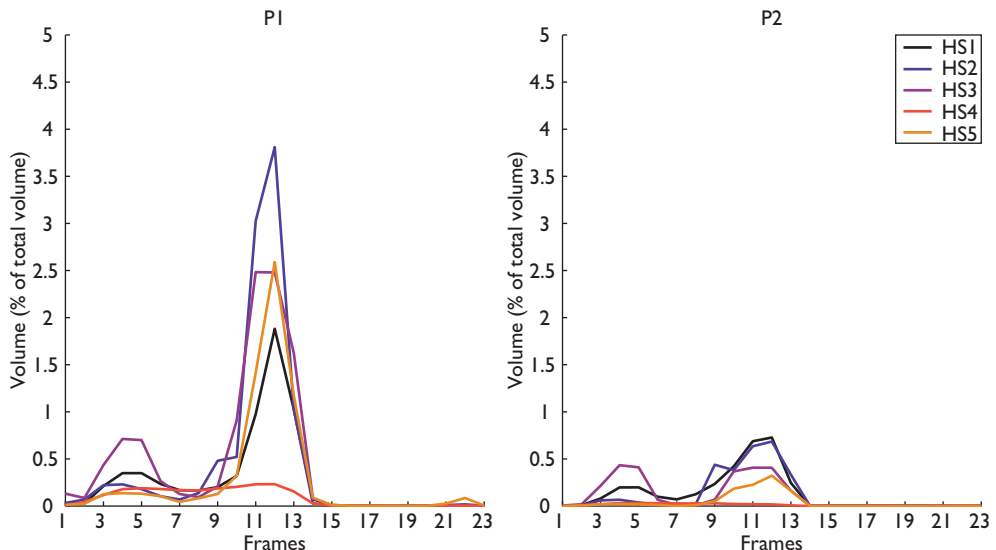 P1
5
4.5
4
3.5
3
2.5
2
1.5
1
0.5
0
Volume (% of total volume)
1 3 5 7 9 11 13 15 17 19 21 23
Frames
P2
5
4.5
4
3.5
3
2.5
2
1.5
1
0.5
0
Volume (% of total volume)
1 3 5 7 9 11 13 15 17 19 21 23
Frames
HS1
HS2
HS3
HS4
HS5